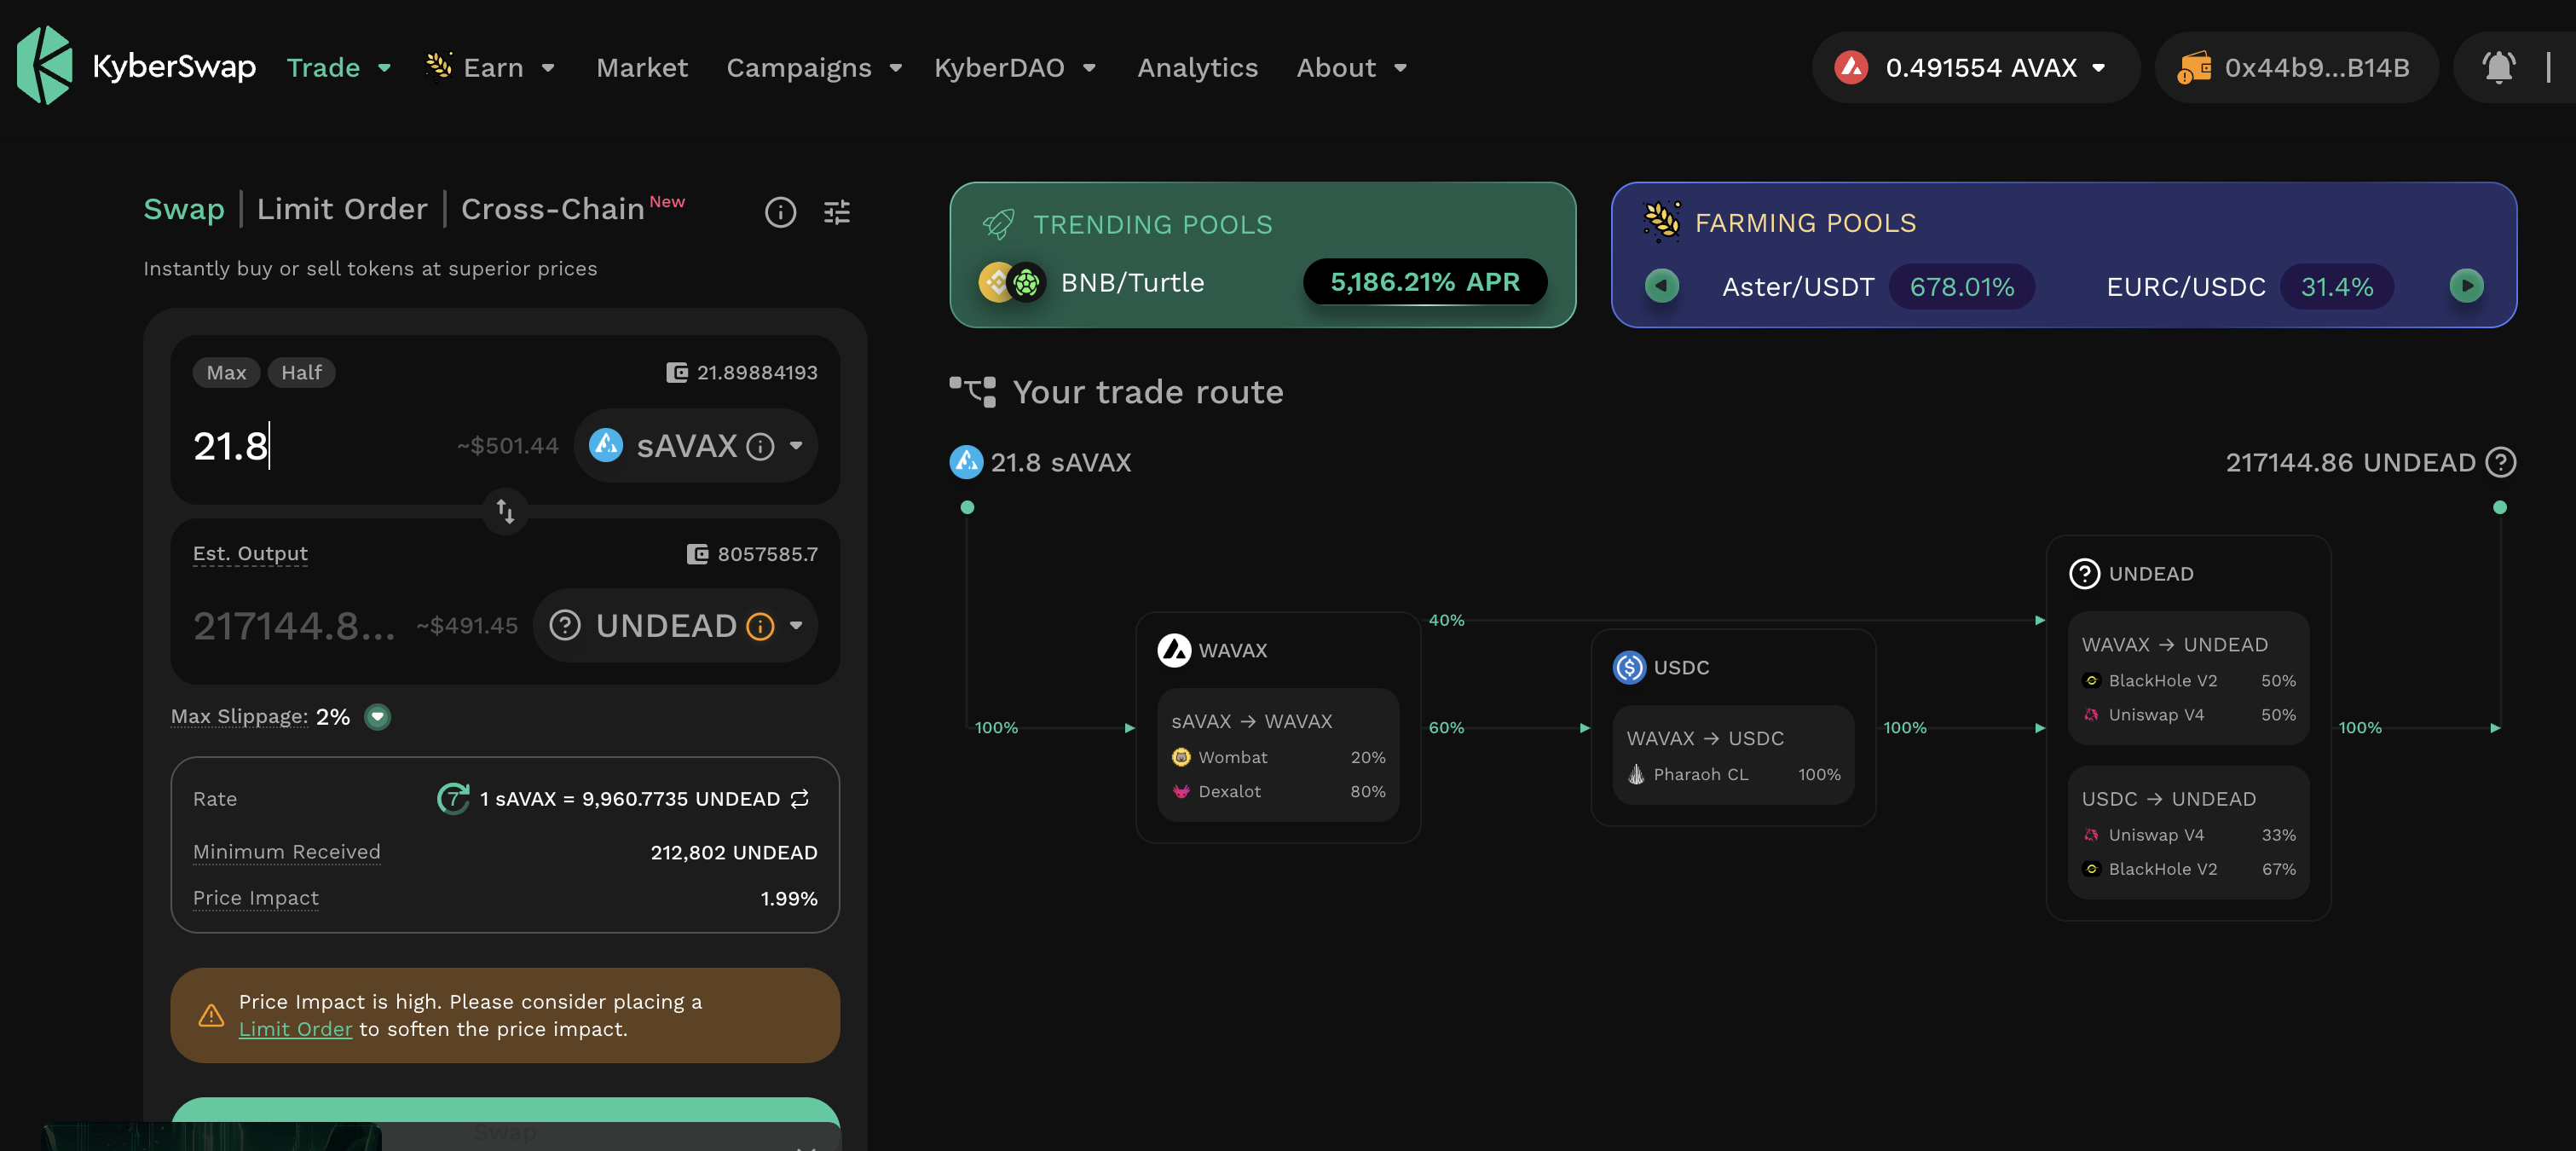 KyberSwap Trade Earn Market Campaigns KyberDAO Analytics About 0.491554 AVAX 0x44b9...B14B
Swap | Limit Order | Cross-Chain New
Instantly buy or sell tokens at superior prices
Max Half 21.89884193
21.8 ~$501.44 sAVAX
Est. Output 8057585.7
217144.8... ~$491.45 UNDEAD
Max Slippage: 2%
Rate 7 1 sAVAX = 9,960.7735 UNDEAD
Minimum Received 212,802 UNDEAD
Price Impact 1.99%
Price Impact is high. Please consider placing a
Limit Order to soften the price impact.
Swap
TRENDING POOLS
BNB/Turtle 5,186.21% APR
FARMING POOLS
Aster/USDT 678.01% EURC/USDC 31.4%
Your trade route
21.8 sAVAX 217144.86 UNDEAD
100%
WAVAX
sAVAX → WAVAX
Wombat 20%
Dexalot 80%
40%
60%
USDC
WAVAX → USDC
Pharaoh CL 100%
100%
UNDEAD
WAVAX → UNDEAD
BlackHole V2 50%
Uniswap V4 50%
USDC → UNDEAD
Uniswap V4 33%
BlackHole V2 67%
100%